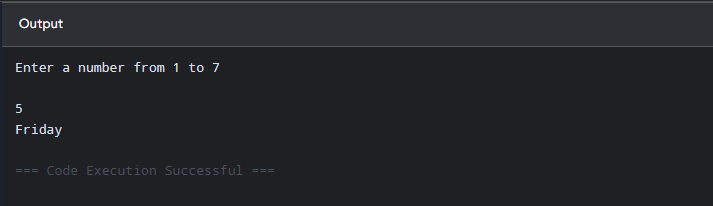 Output
Enter a number from 1 to 7
5
Friday
=== Code Execution Successful ===